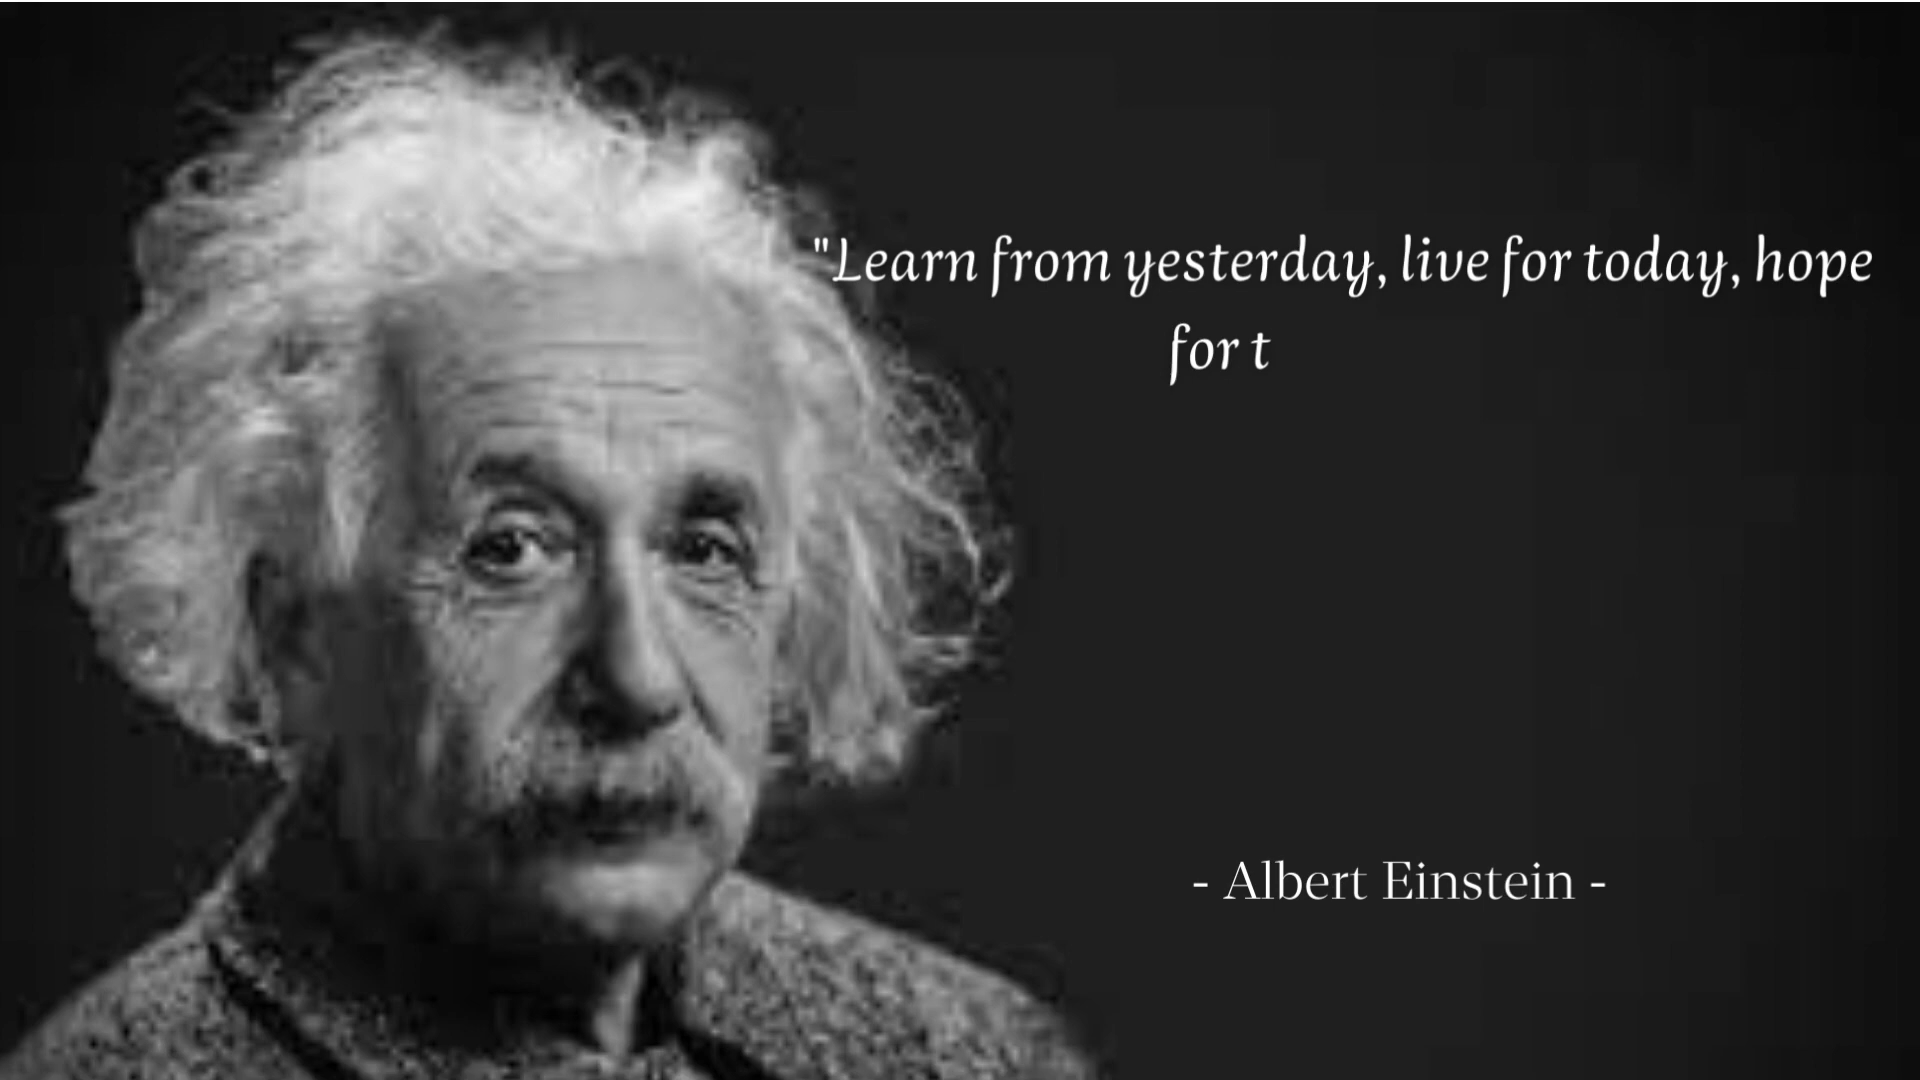 "Learn from yesterday, live for today, hope
for t
- Albert Einstein -